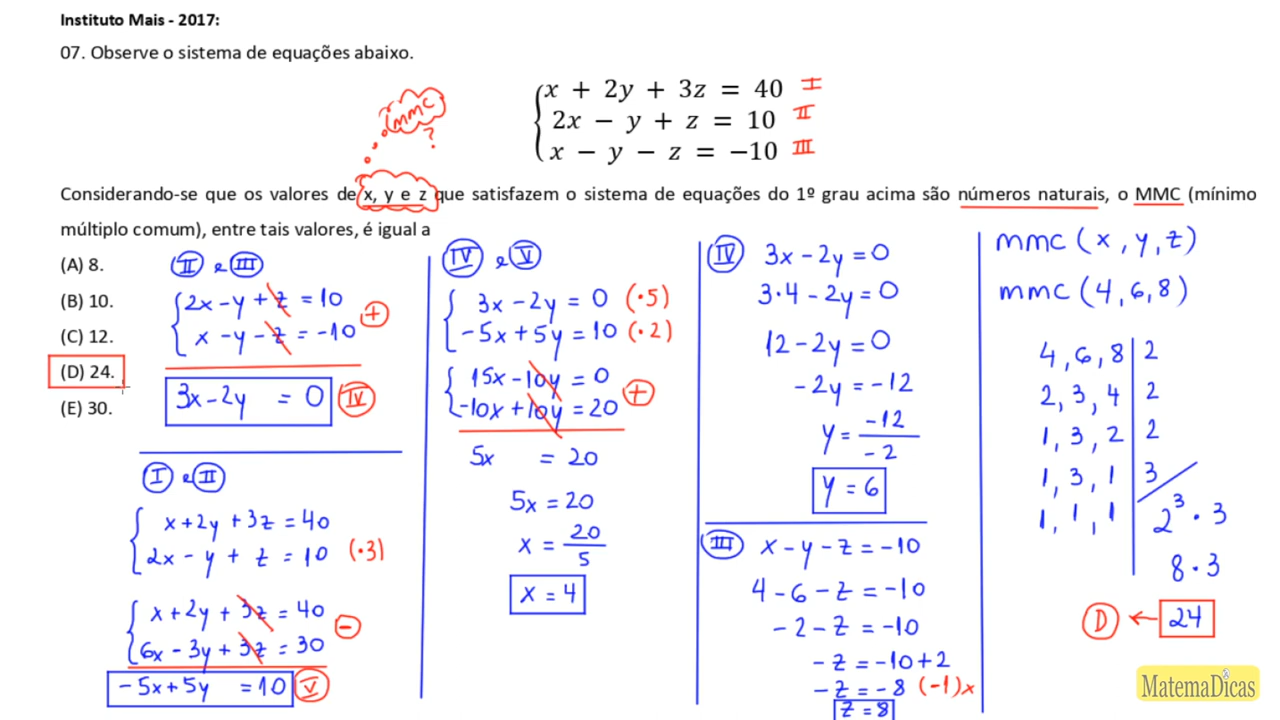 Instituto Mais - 2017:
07. Observe o sistema de equações abaixo.
x + 2y + 3z = 40 I
2x − y + z = 10 II
x − y − z = −10 III
mmc
?
Considerando-se que os valores de x, y e z que satisfazem o sistema de equações do 1º grau acima são números naturais, o MMC (mínimo
múltiplo comum), entre tais valores, é igual a
(A) 8.
(B) 10.
(C) 12.
(D) 24.
(E) 30.
II e III
2x - y + z = 10
x - y - z = -10
+
3x - 2y = 0 IV
I e II
x + 2y + 3z = 40
2x - y + z = 10 (·3)
x + 2y + 3z = 40
6x - 3y + 3z = 30
-
-5x + 5y = 10 V
IV e V
3x - 2y = 0 (·5)
-5x + 5y = 10 (·2)
15x - 10y = 0
-10x + 10y = 20
+
5x = 20
5x = 20
x = 20/5
x = 4
IV 3x - 2y = 0
3·4 - 2y = 0
12 - 2y = 0
-2y = -12
y = -12/-2
y = 6
III x - y - z = -10
4 - 6 - z = -10
-2 - z = -10
-z = -10 + 2
-z = -8 (-1)x
z = 8
mmc (x, y, z)
mmc (4, 6, 8)
4, 6, 8 | 2
2, 3, 4 | 2
1, 3, 2 | 2
1, 3, 1 | 3
1, 1, 1 2³ · 3
8 · 3
D ← 24
MatemaDicas